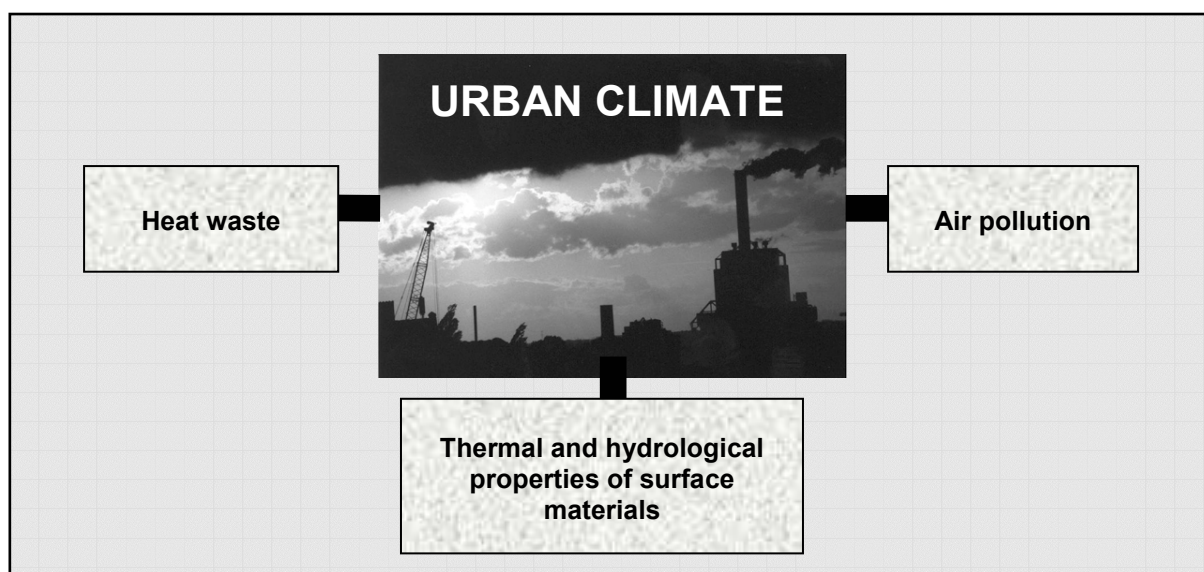 URBAN CLIMATE
Heat waste
Air pollution
Thermal and hydrological
properties of surface
materials